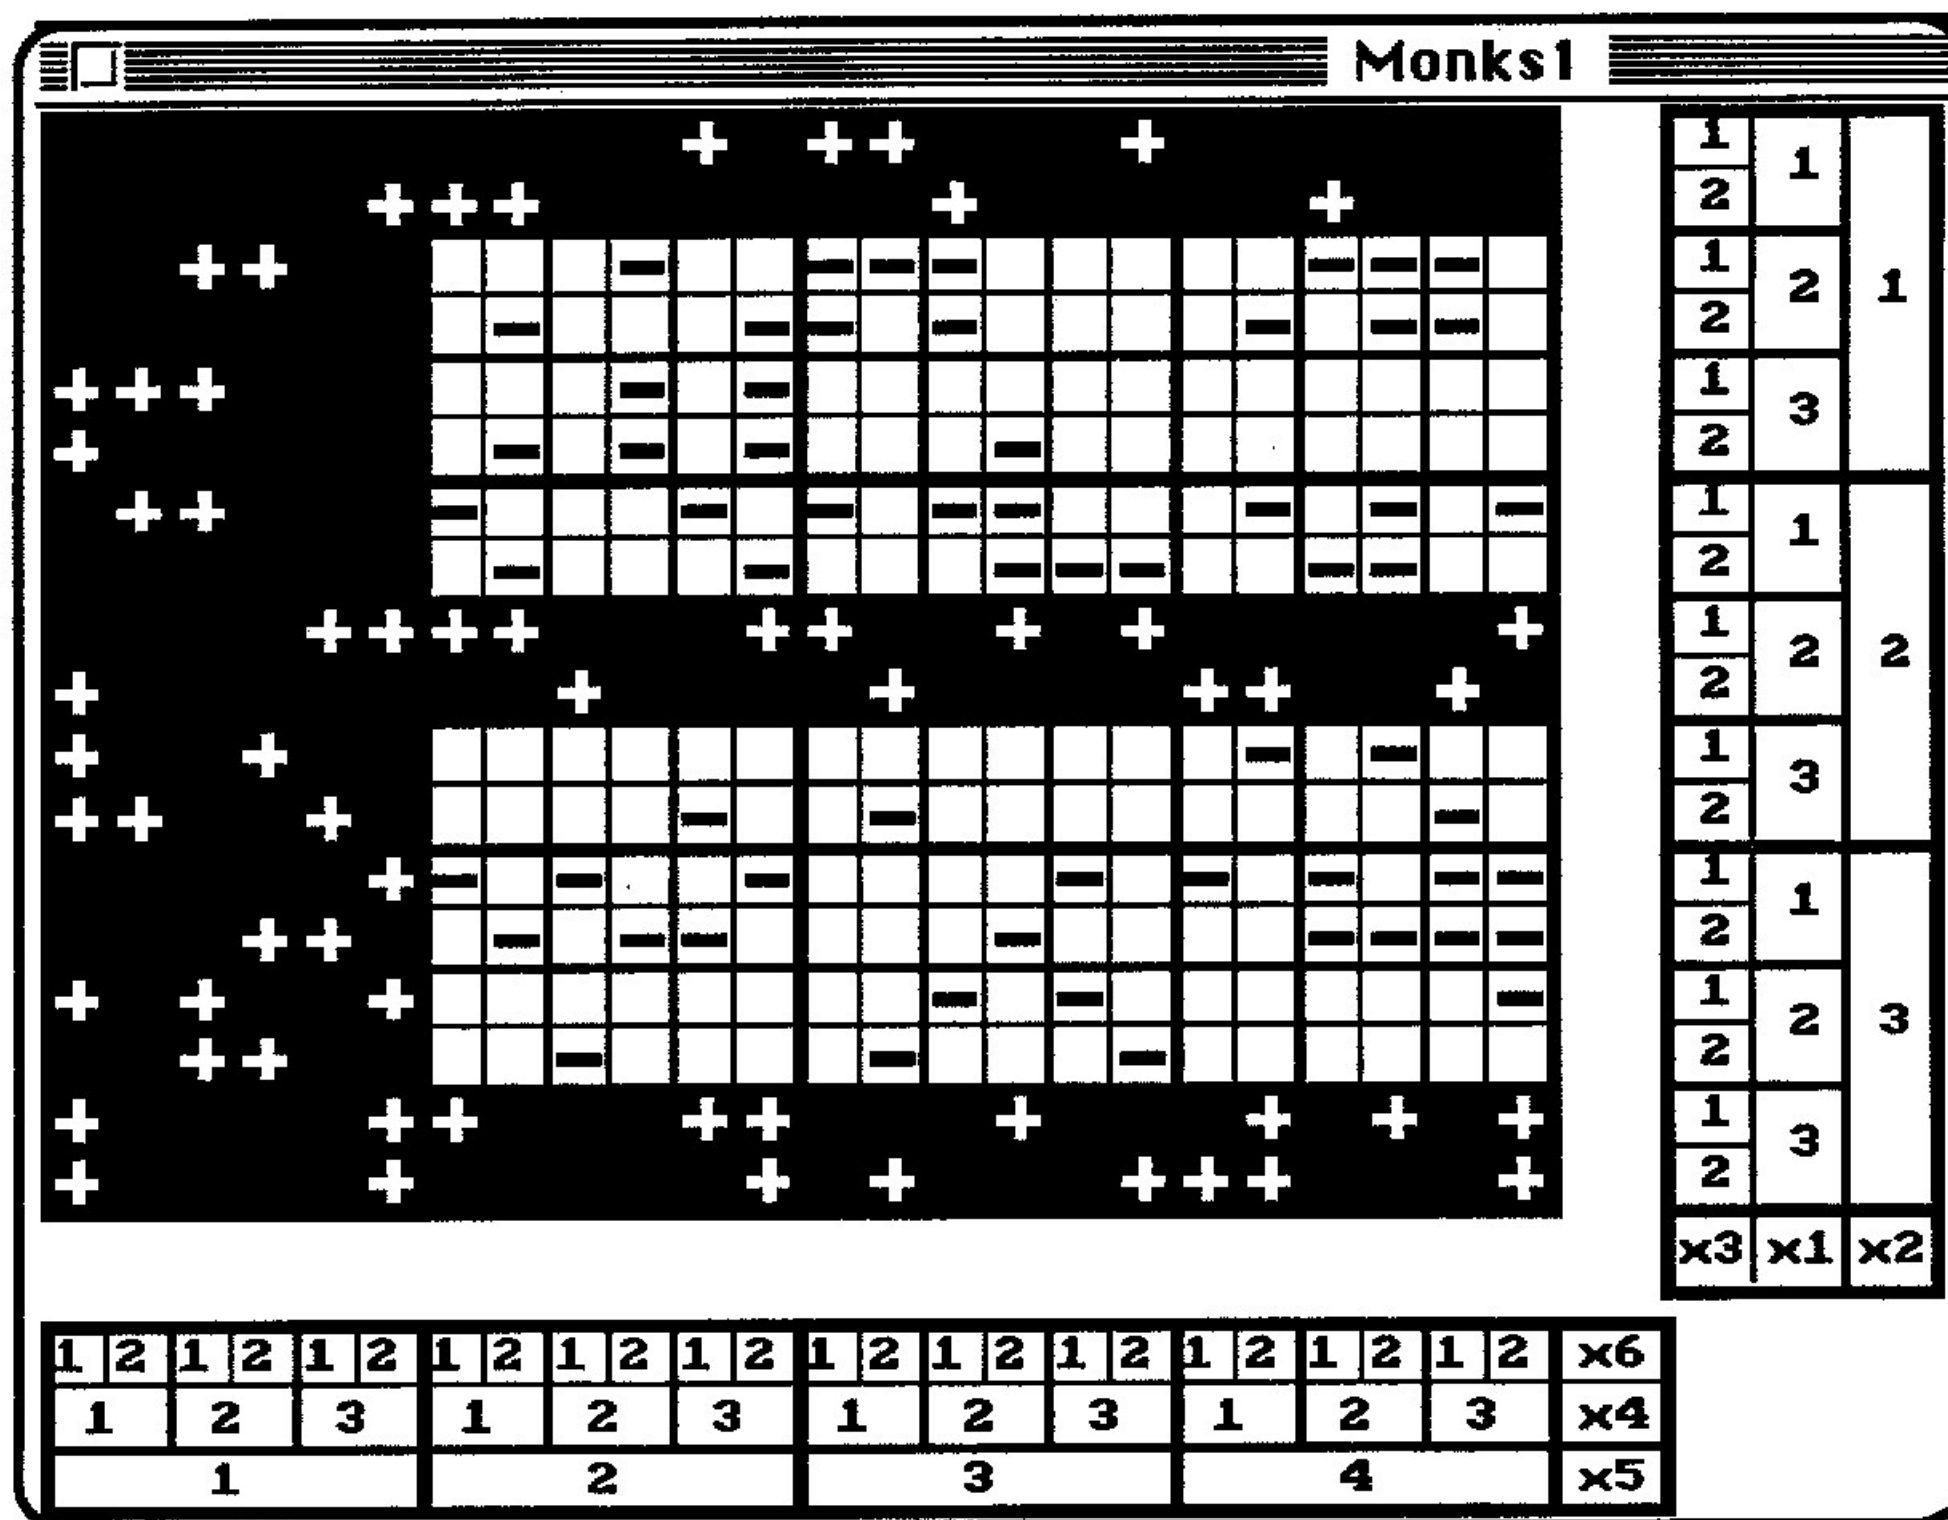 Monks1
+ + + +
+ + + + +
+ + - - - - - - -
- - - - - - -
+ + + - -
+ - - - -
+ + - - - - - - - -
- - - - - - -
+ + + + + + + + +
+ + + + + +
+ + - -
+ + + - - -
+ - - - - - - - -
+ + - - - - - - - -
+ + + - - -
+ + - - -
+ + + + + + + + +
+ + + + + + + +
1 1 1
2
1 2
2
1 3
2
1 1 2
2
1 2
2
1 3
2
1 1 3
2
1 2
2
1 3
2
x3 x1 x2
1 2 1 2 1 2 1 2 1 2 1 2 1 2 1 2 1 2 1 2 1 2 1 2 x6
1 2 3 1 2 3 1 2 3 1 2 3 x4
1 2 3 4 x5